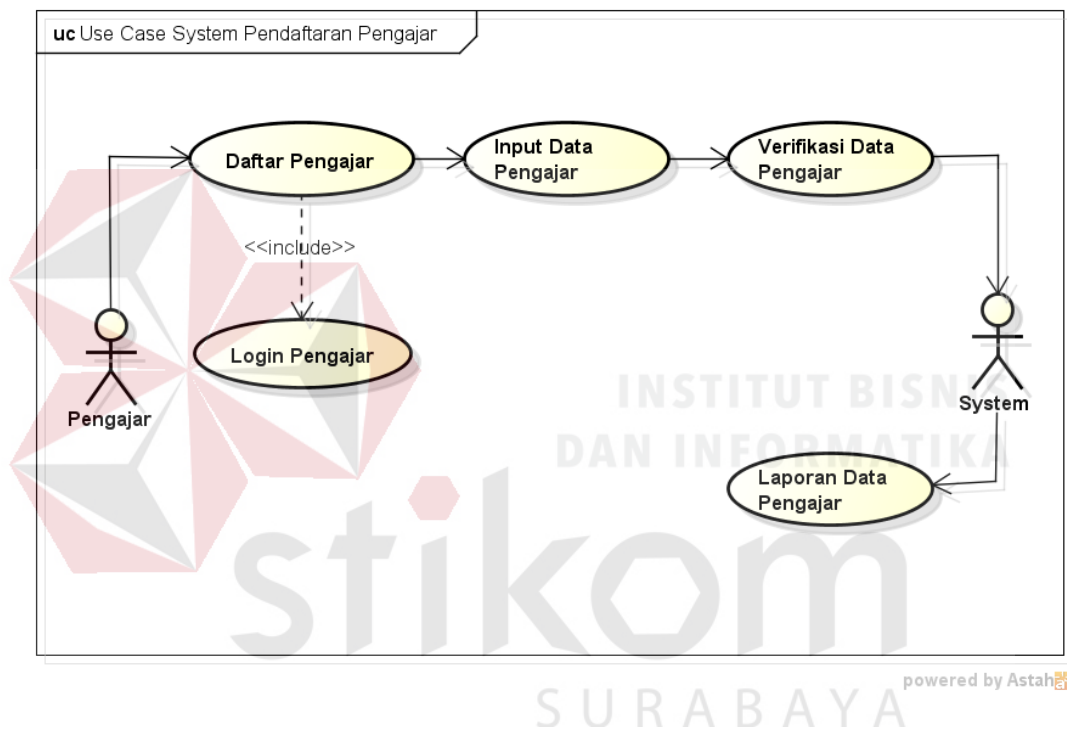 uc Use Case System Pendaftaran Pengajar
Daftar Pengajar
Input Data
Pengajar
Verifikasi Data
Pengajar
<<include>>
Login Pengajar
Pengajar
System
Laporan Data
Pengajar
INSTITUT BISNIS
DAN INFORMATIKA
stikom
SURABAYA
powered by Astah